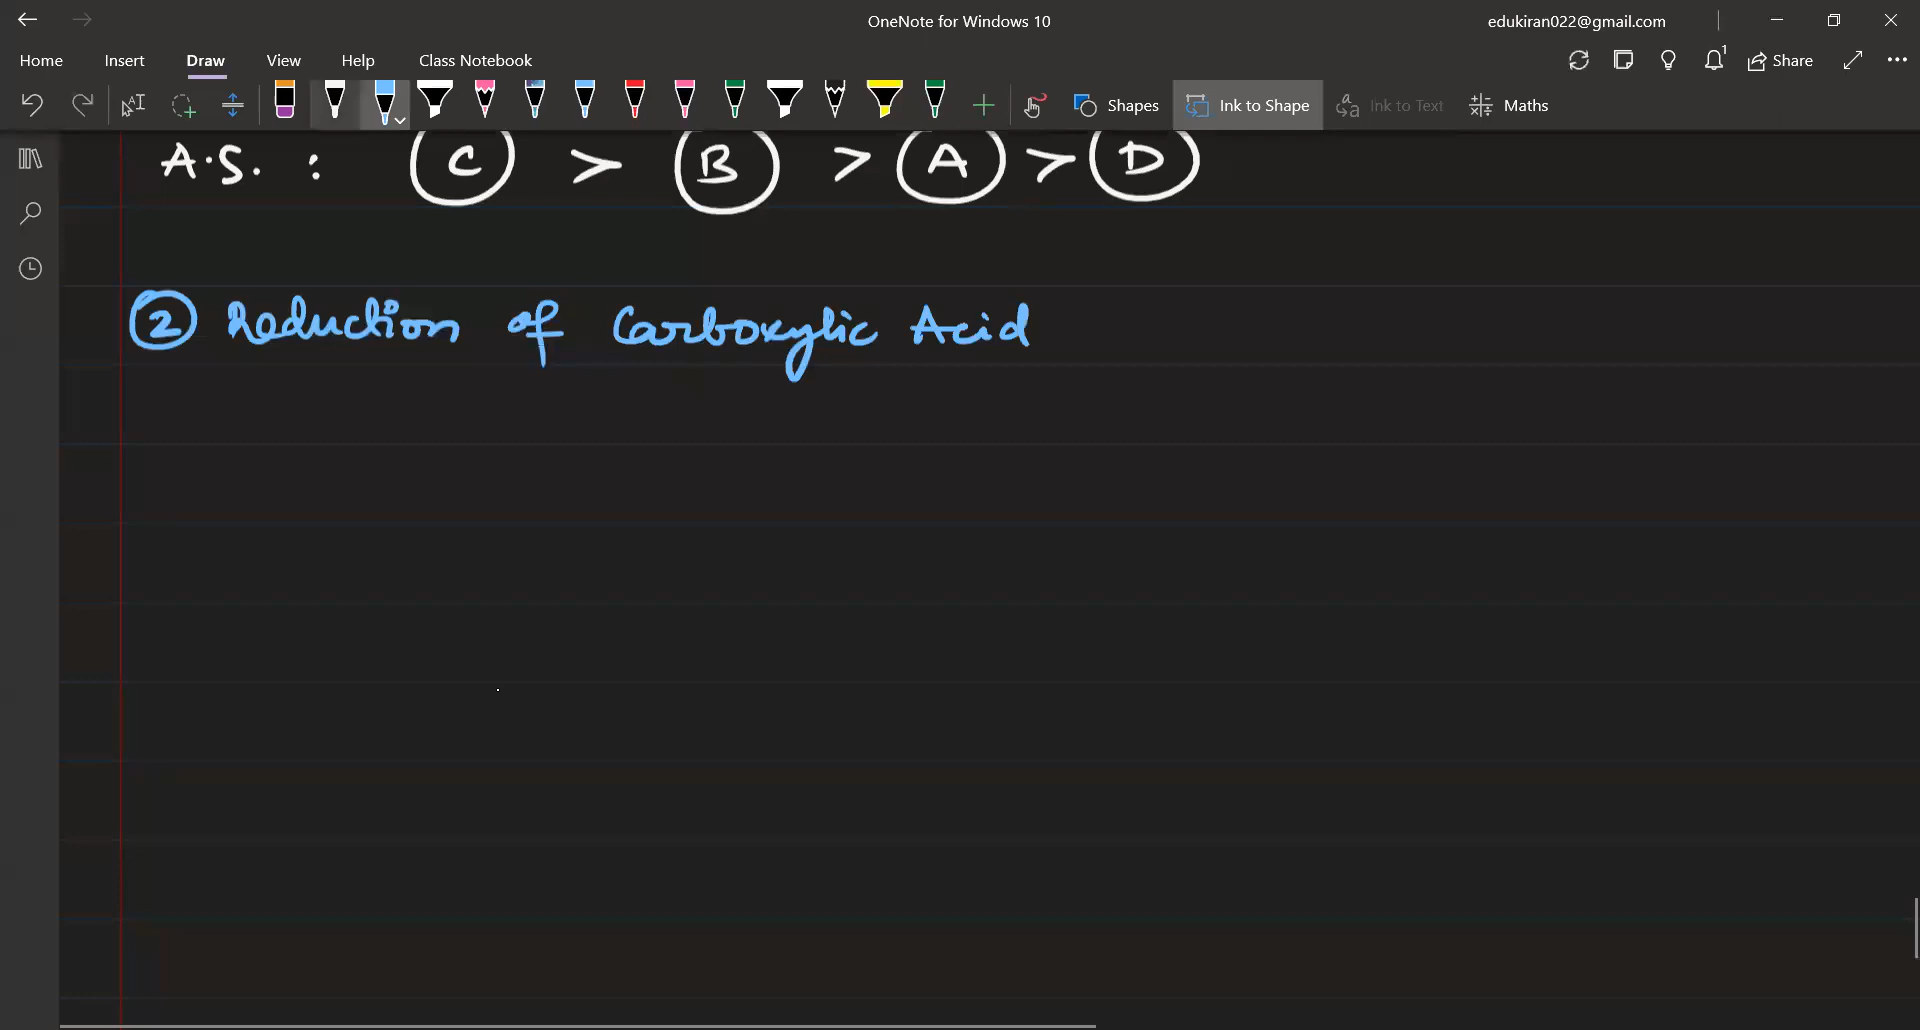 OneNote for Windows 10
edukiran022@gmail.com
Home Insert Draw View Help Class Notebook
1
Share
Shapes
Ink to Shape
Ink to Text
Maths
A.S. : C > B > A > D
② Reduction of Carboxylic Acid